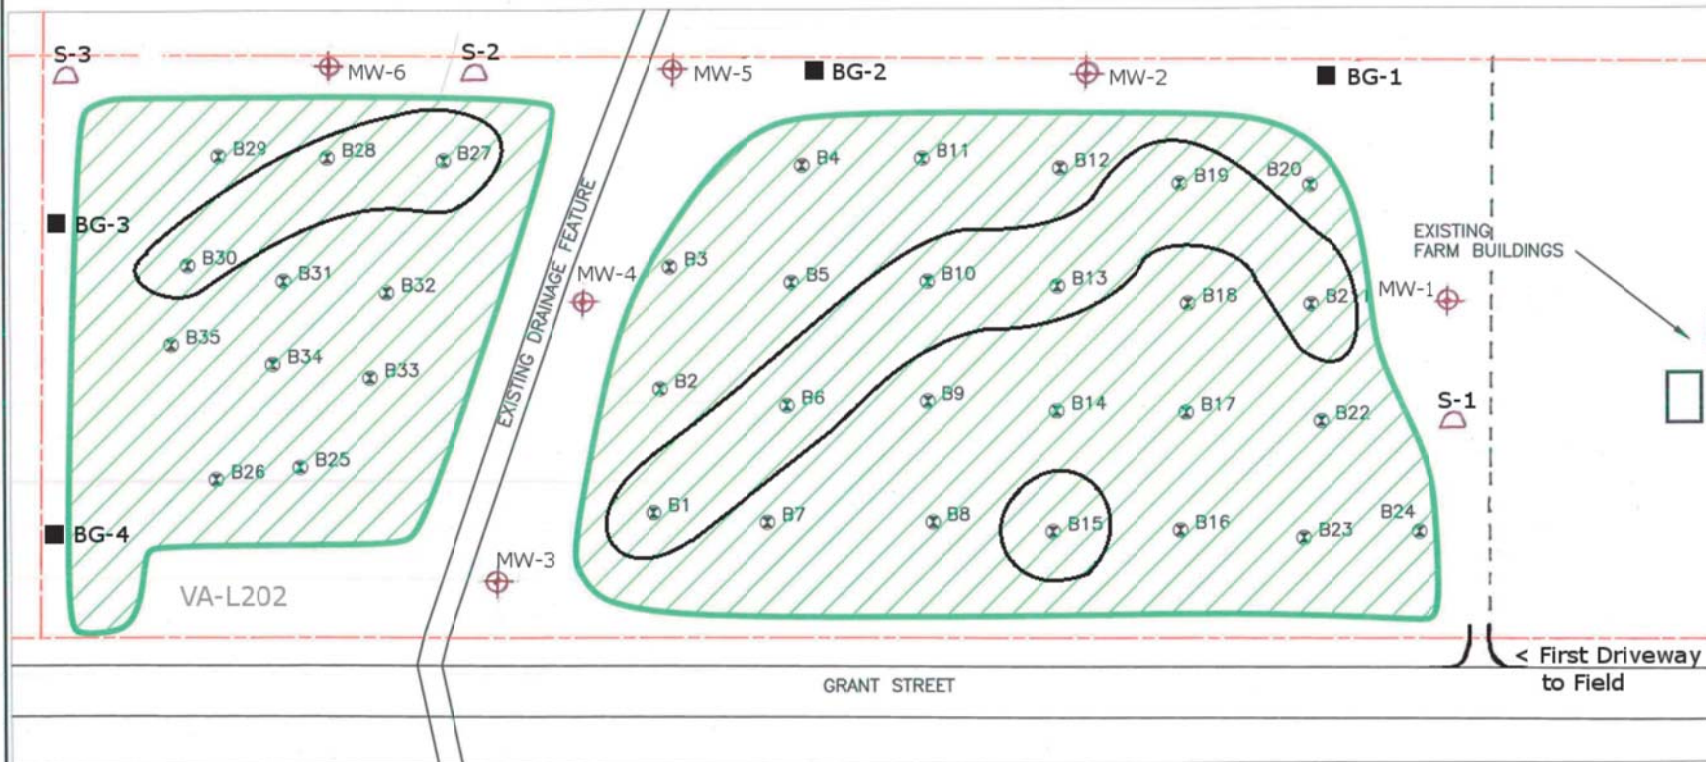 S-3
MW-6
S-2
MW-5
BG-2
MW-2
BG-1
B29
B28
B27
B4
B11
B12
B19
B20
BG-3
EXISTING
FARM BUILDINGS
B30
B31
B32
MW-4
B3
B5
B10
B13
B18
B21
MW-1
EXISTING DRAINAGE FEATURE
B35
B34
B33
B2
B6
B9
B14
B17
B22
S-1
B26
B25
B1
B7
B8
B15
B16
B23
B24
BG-4
MW-3
VA-L202
GRANT STREET
< First Driveway
to Field